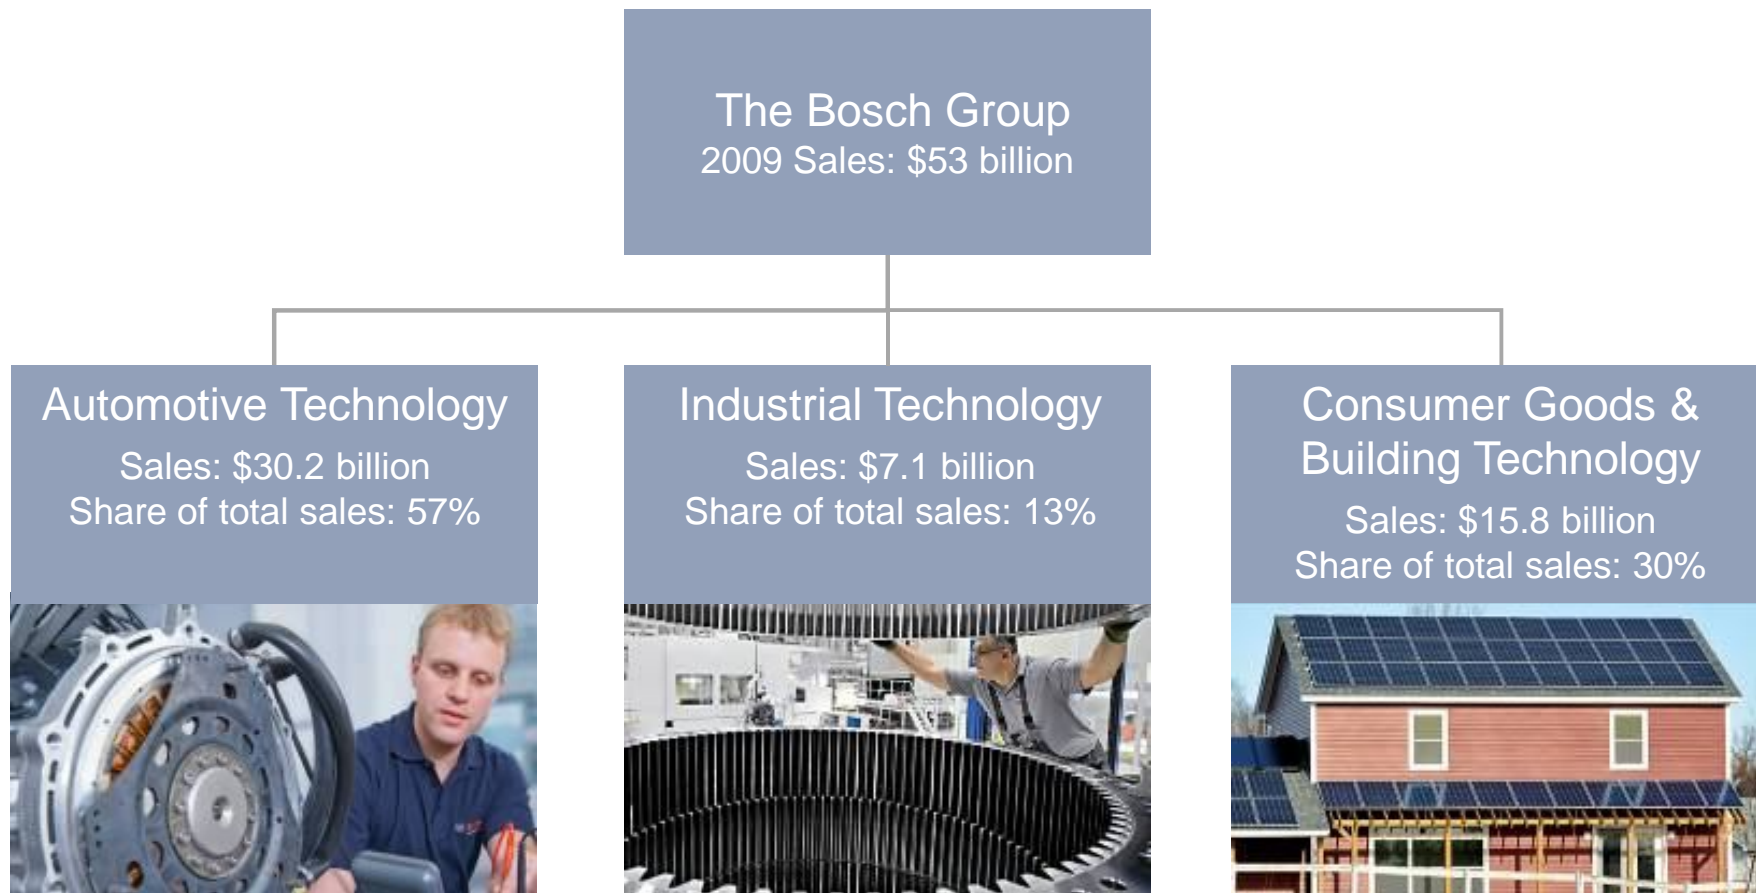 The Bosch Group
2009 Sales: $53 billion
Automotive Technology
Sales: $30.2 billion
Share of total sales: 57%
Industrial Technology
Sales: $7.1 billion
Share of total sales: 13%
Consumer Goods &
Building Technology
Sales: $15.8 billion
Share of total sales: 30%